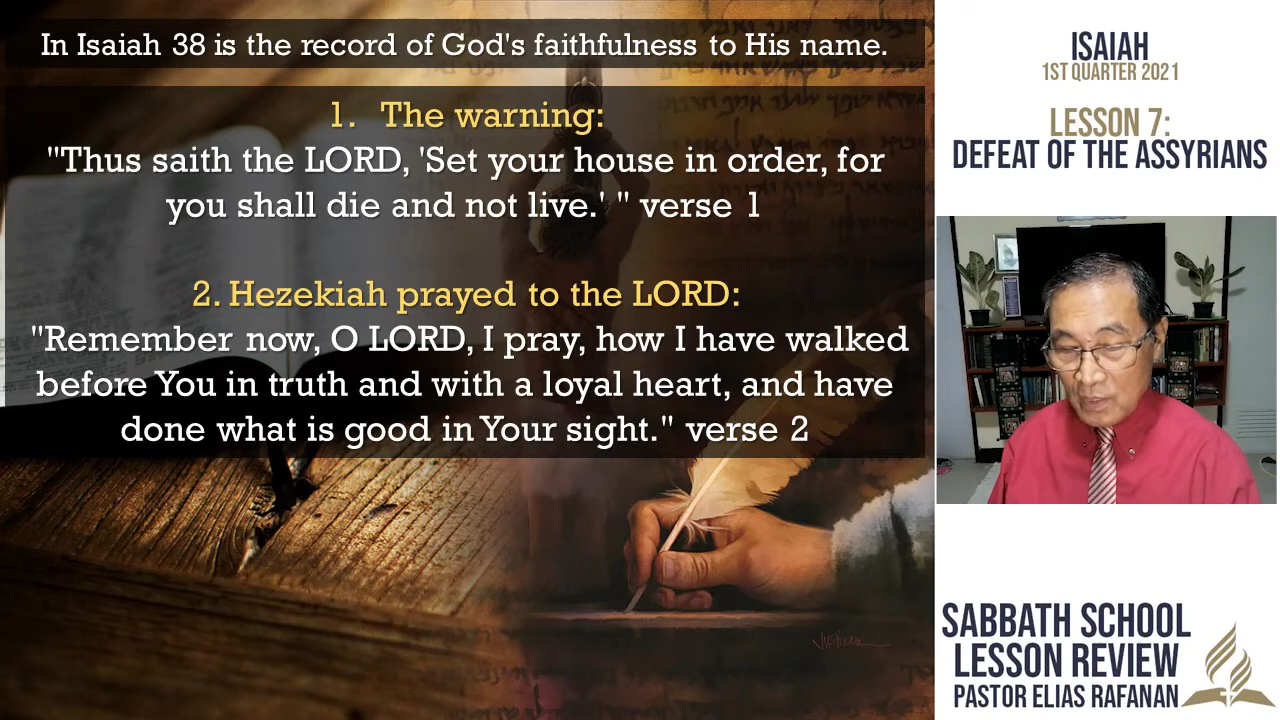 In Isaiah 38 is the record of God's faithfulness to His name.
1. The warning:
"Thus saith the LORD, 'Set your house in order, for
you shall die and not live.' " verse 1
2. Hezekiah prayed to the LORD:
"Remember now, O LORD, I pray, how I have walked
before You in truth and with a loyal heart, and have
done what is good in Your sight." verse 2
ISAIAH
1ST QUARTER 2021
LESSON 7:
DEFEAT OF THE ASSYRIANS
SABBATH SCHOOL
LESSON REVIEW
PASTOR ELIAS RAFANAN